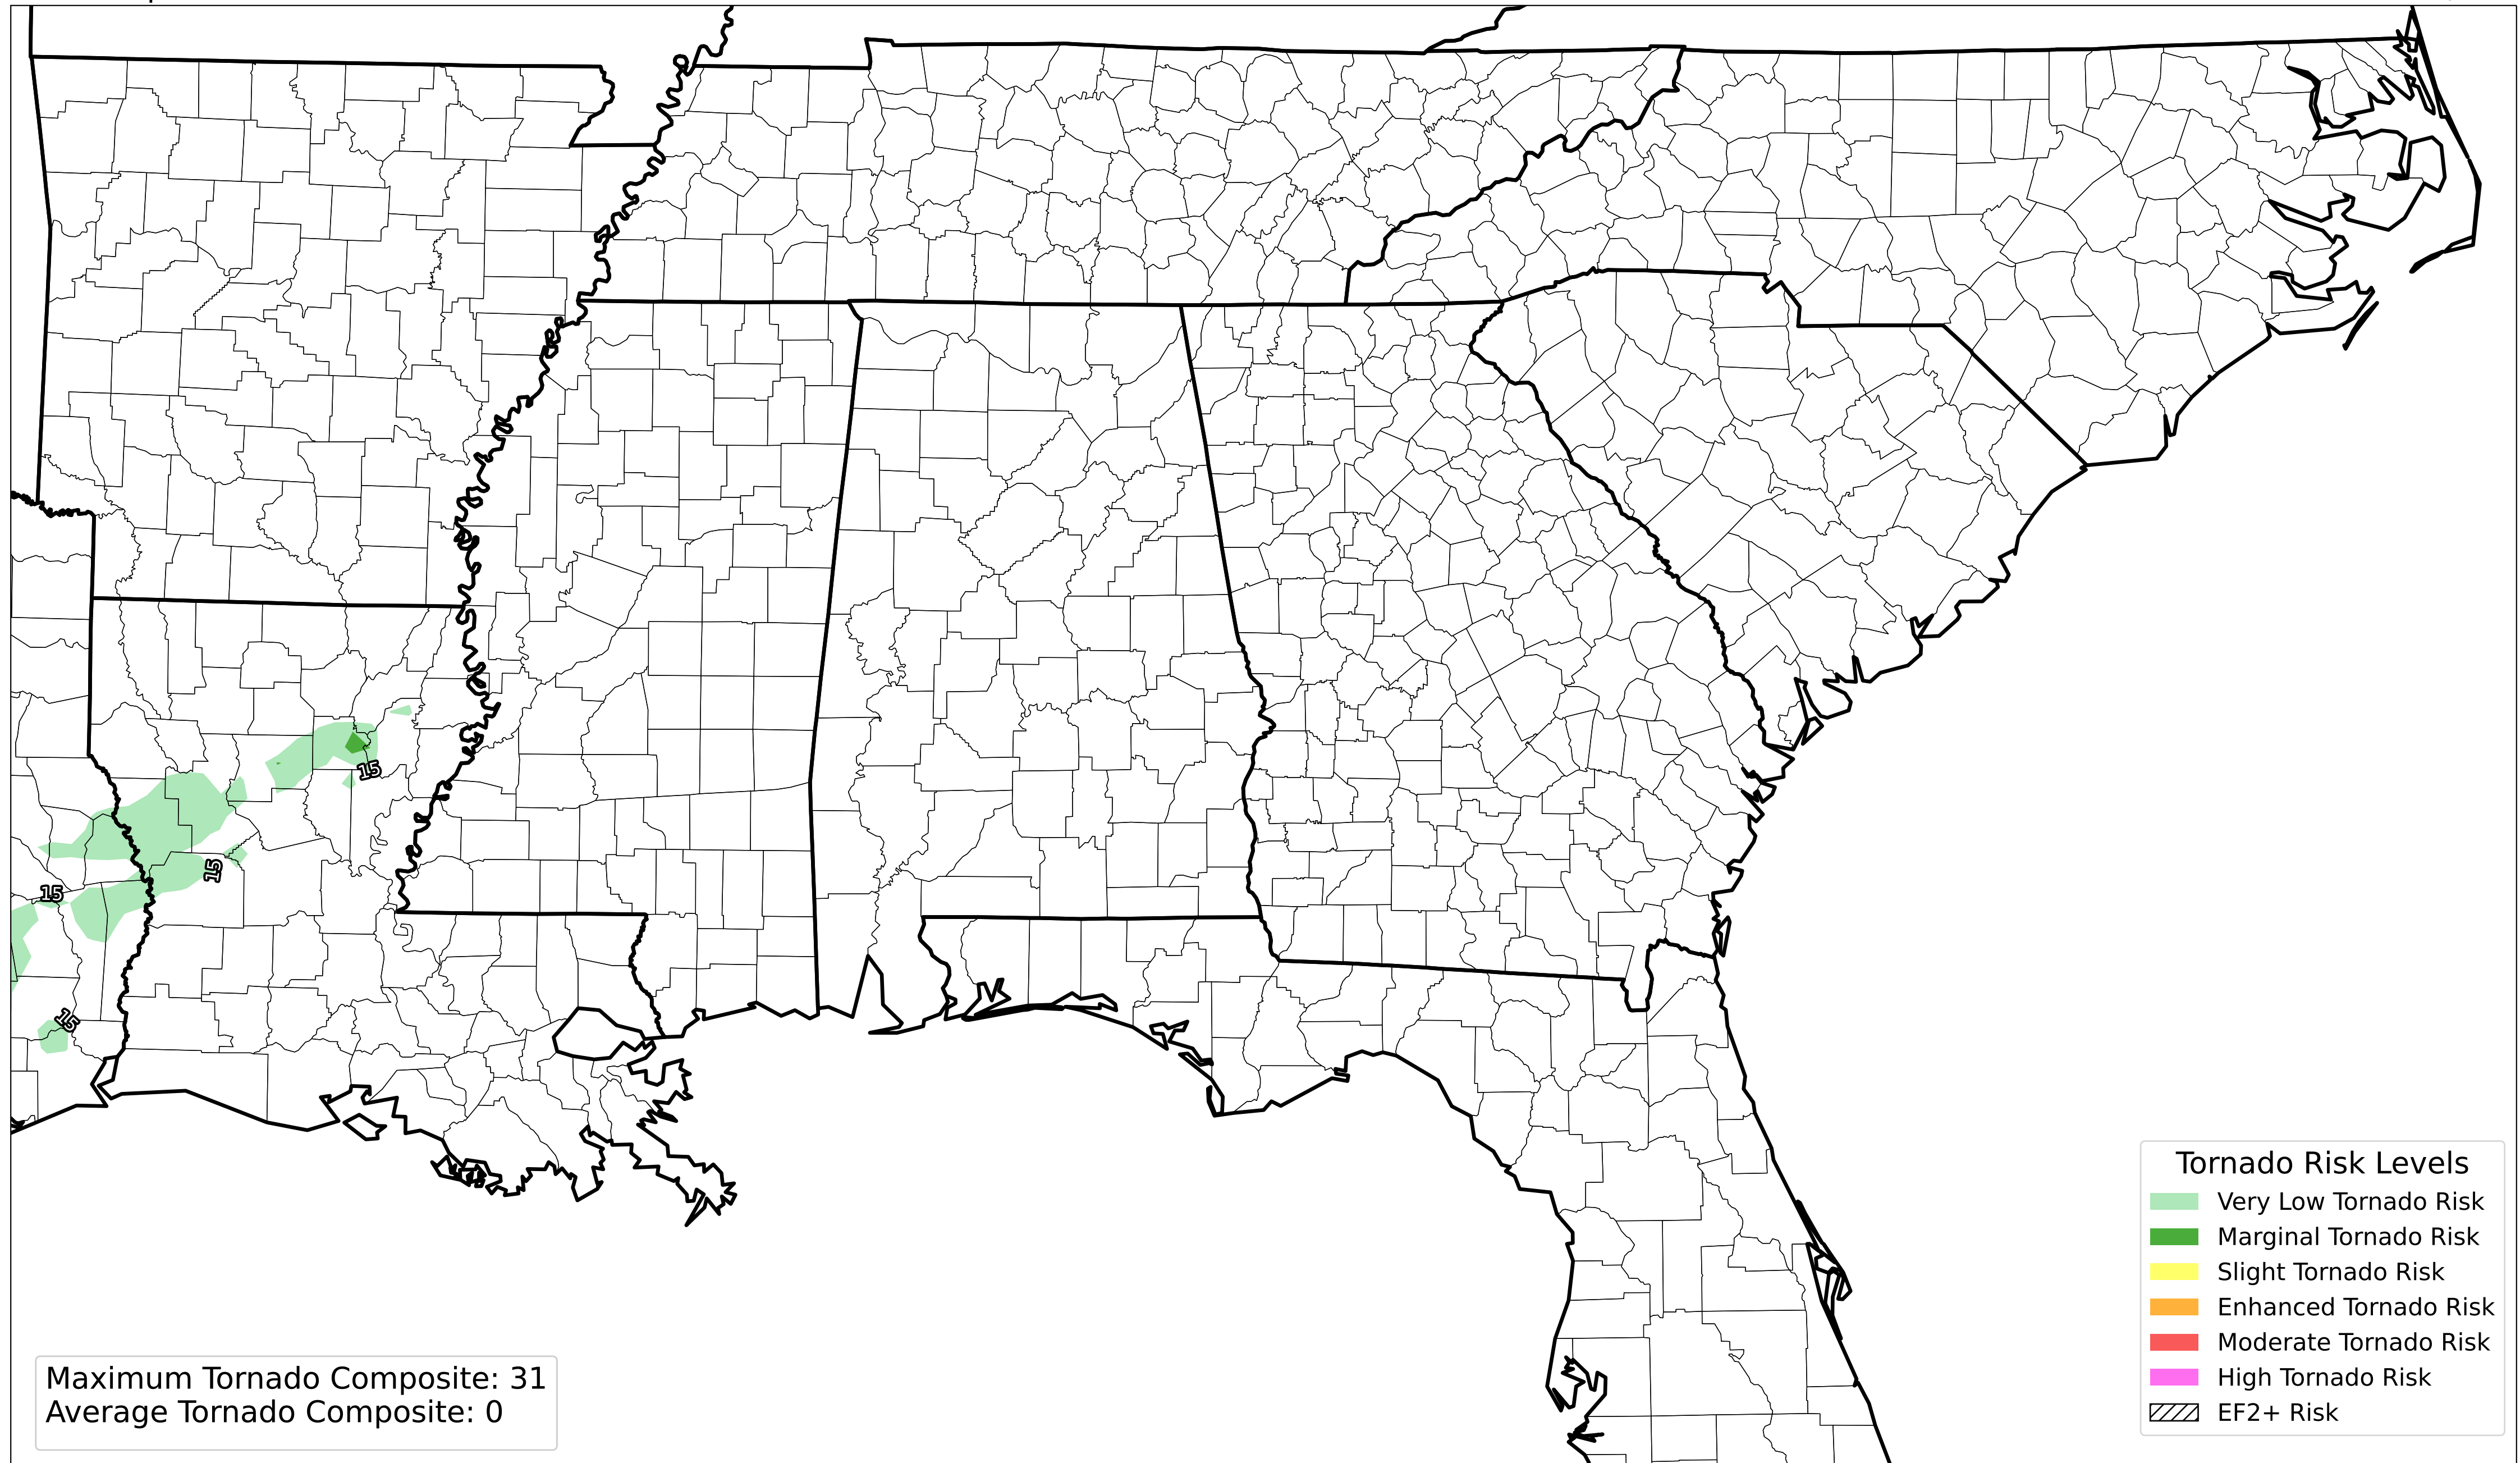 15
15
15
15
Tornado Risk Levels
Very Low Tornado Risk
Marginal Tornado Risk
Slight Tornado Risk
Enhanced Tornado Risk
Moderate Tornado Risk
High Tornado Risk
EF2+ Risk
Maximum Tornado Composite: 31
Average Tornado Composite: 0